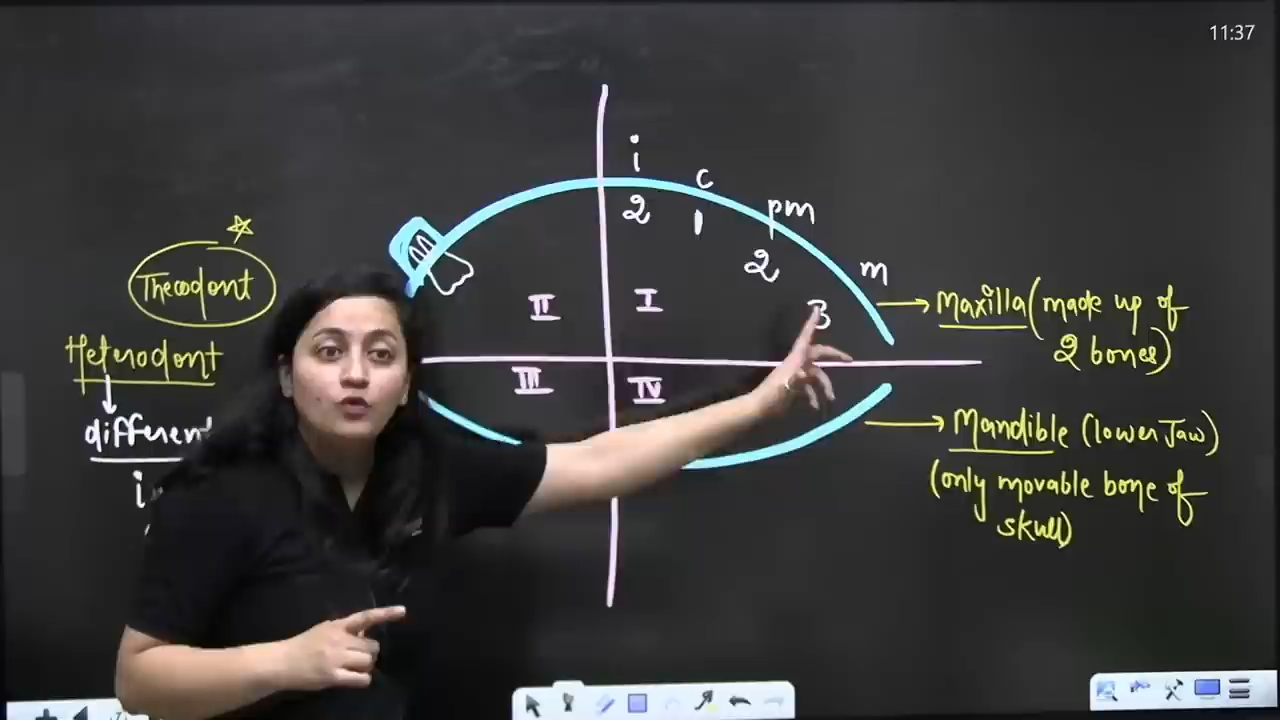 11:37
i
c
2
1
pm
2
m
Thecodont
II
I
3
Maxilla (made up of
2 bones)
Heterodont
III
IV
different
Mandible (lower Jaw)
(only movable bone of
skull)
i